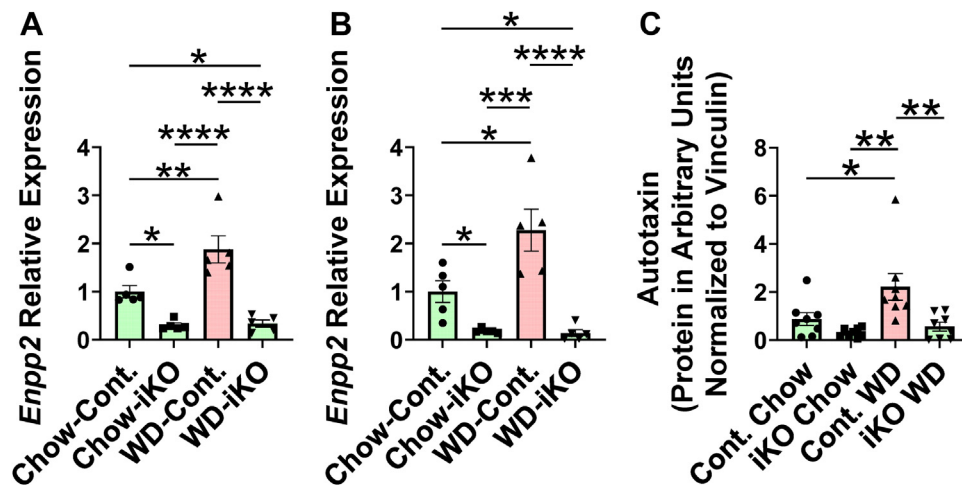 A
Enpp2 Relative Expression
*
****
****
**
*
4
3
2
1
0
Chow-Cont.
Chow-iKO
WD-Cont.
WD-iKO
B
Enpp2 Relative Expression
*
****
***
*
*
4
3
2
1
0
Chow-Cont.
Chow-iKO
WD-Cont.
WD-iKO
C
Autotaxin
(Protein in Arbitrary Units
Normalized to Vinculin)
**
**
*
8
6
4
2
0
Cont. Chow
iKO Chow
Cont. WD
iKO WD